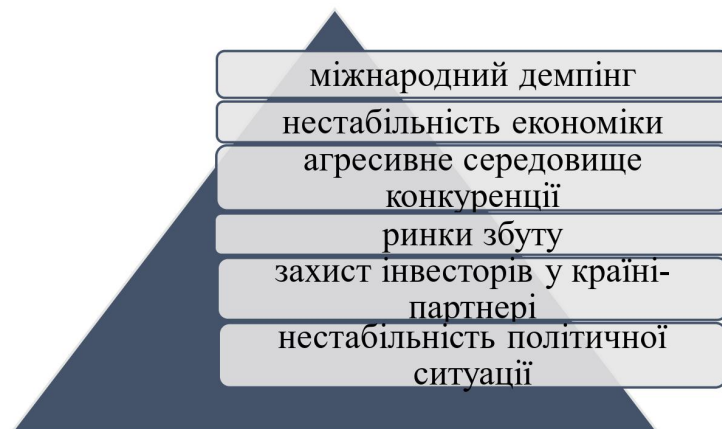 міжнародний демпінг
нестабільність економіки
агресивне середовище
конкуренції
ринки збуту
захист інвесторів у країні-
партнері
нестабільність політичної
ситуації